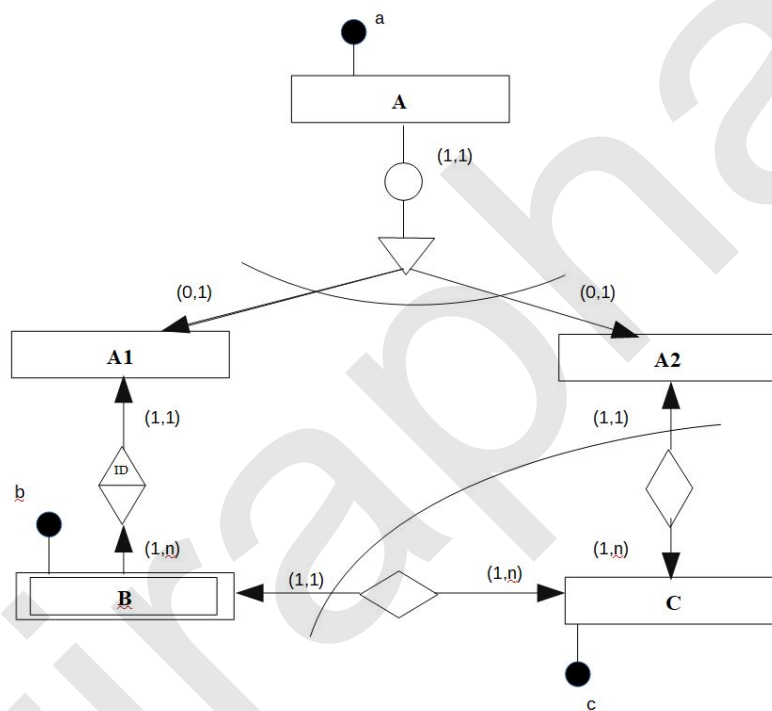 a
A
(1,1)
(0,1)
(0,1)
A1
A2
(1,1)
(1,1)
ID
b
(1,n)
(1,n)
(1,1)
(1,n)
B
C
c